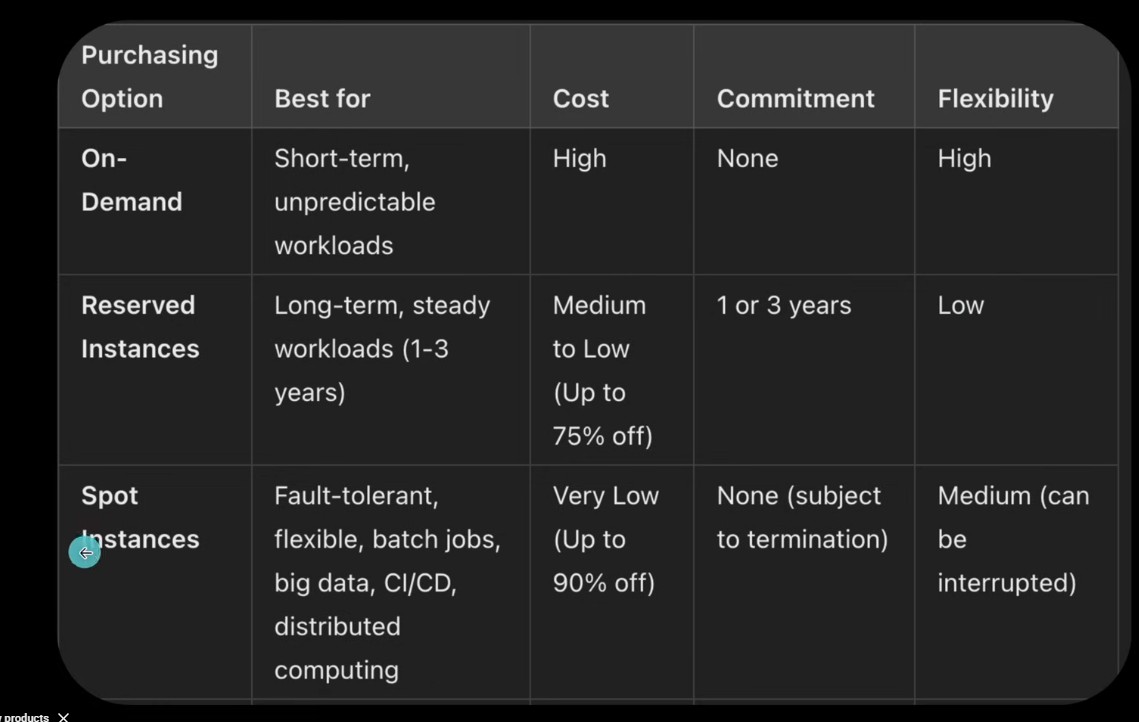 Purchasing
Option
Best for
Cost
Commitment
Flexibility
On-
Demand
Short-term,
unpredictable
workloads
High
None
High
Reserved
Instances
Long-term, steady
workloads (1-3
years)
Medium
to Low
(Up to
75% off)
1 or 3 years
Low
Spot
Instances
Fault-tolerant,
flexible, batch jobs,
big data, CI/CD,
distributed
computing
Very Low
(Up to
90% off)
None (subject
to termination)
Medium (can
be
interrupted)
products